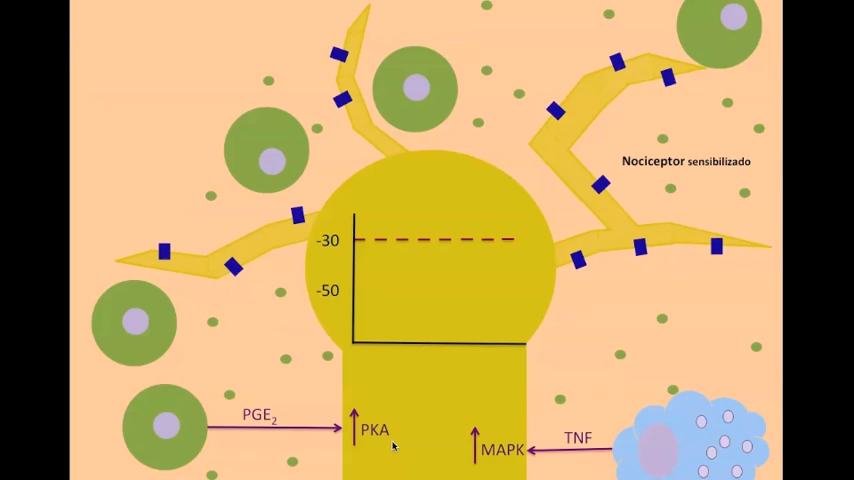 Nociceptor sensibilizado
-30
-50
PGE2
PKA
TNF
MAPK